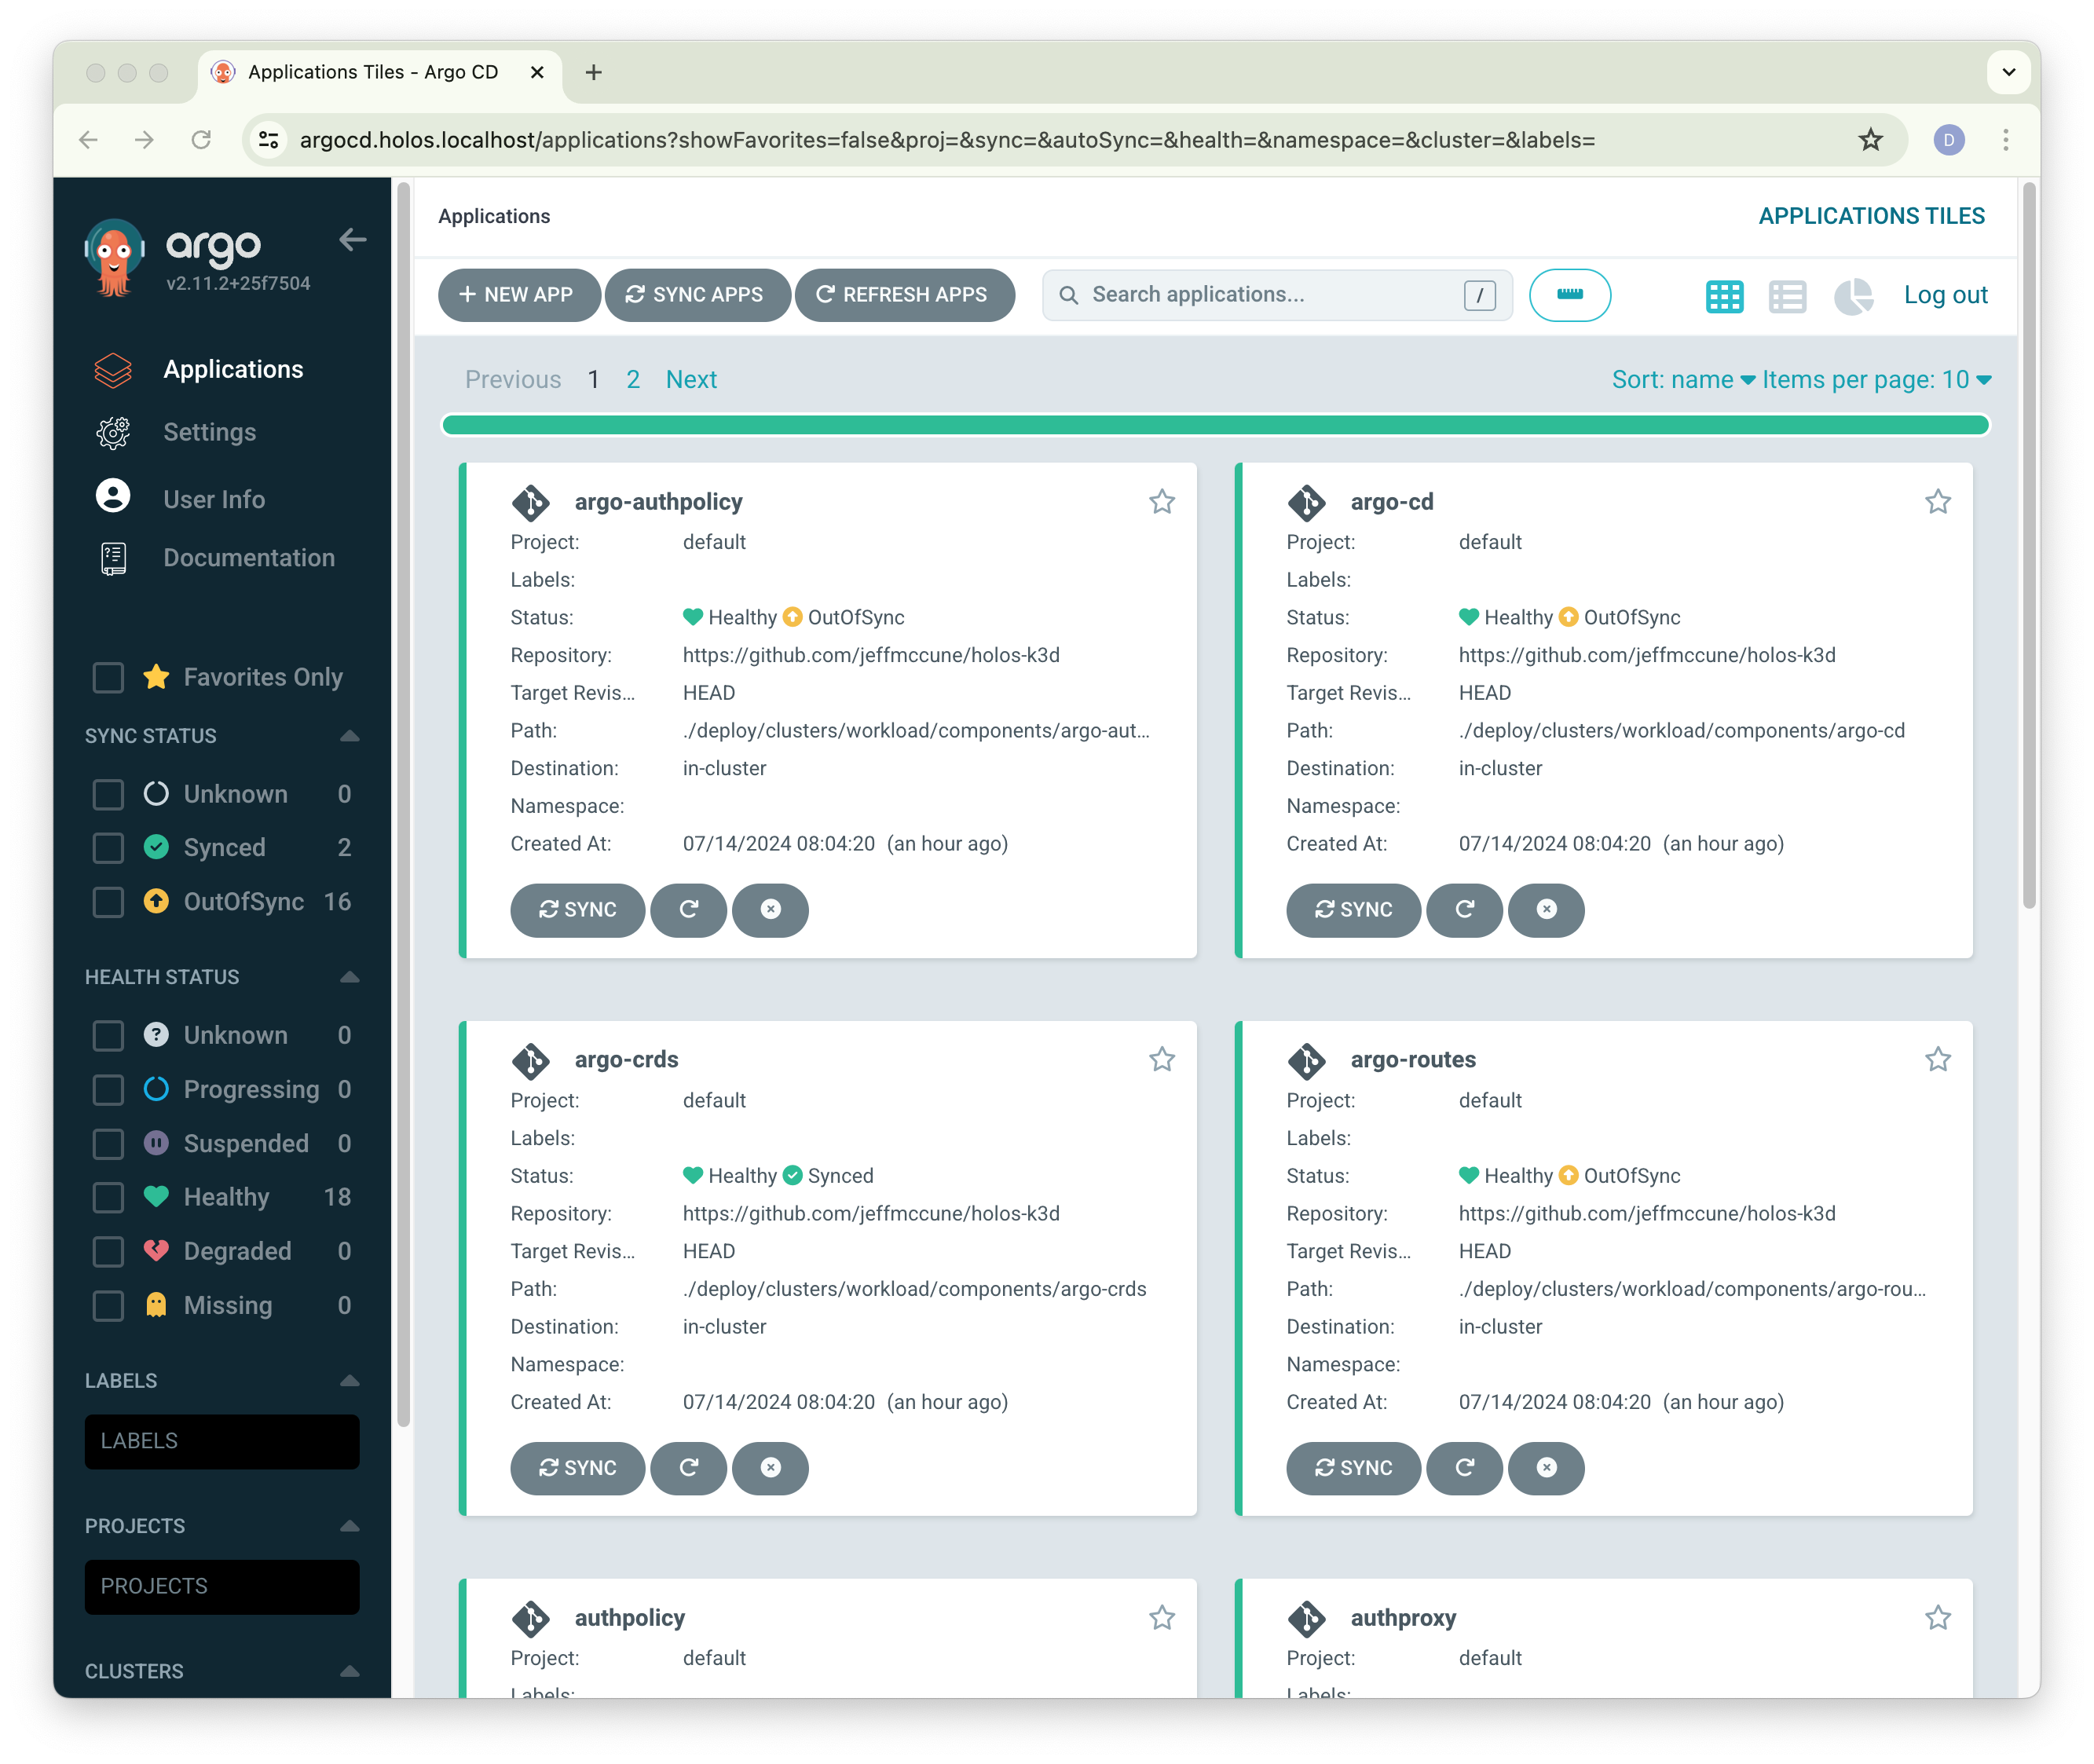 Applications Tiles - Argo CD
argocd.holos.localhost/applications?showFavorites=false&proj=&sync=&autoSync=&health=&namespace=&cluster=&labels=
D
argo
v2.11.2+25f7504
Applications
Settings
User Info
Documentation
Favorites Only
SYNC STATUS
Unknown 0
Synced 2
OutOfSync 16
HEALTH STATUS
Unknown 0
Progressing 0
Suspended 0
Healthy 18
Degraded 0
Missing 0
LABELS
LABELS
PROJECTS
PROJECTS
CLUSTERS
Applications
APPLICATIONS TILES
NEW APP
SYNC APPS
REFRESH APPS
Search applications...
/
Log out
Previous 1 2 Next
Sort: name Items per page: 10
argo-authpolicy
Project: default
Labels:
Status: Healthy OutOfSync
Repository: https://github.com/jeffmccune/holos-k3d
Target Revis... HEAD
Path: ./deploy/clusters/workload/components/argo-aut...
Destination: in-cluster
Namespace:
Created At: 07/14/2024 08:04:20 (an hour ago)
SYNC
argo-cd
Project: default
Labels:
Status: Healthy OutOfSync
Repository: https://github.com/jeffmccune/holos-k3d
Target Revis... HEAD
Path: ./deploy/clusters/workload/components/argo-cd
Destination: in-cluster
Namespace:
Created At: 07/14/2024 08:04:20 (an hour ago)
SYNC
argo-crds
Project: default
Labels:
Status: Healthy Synced
Repository: https://github.com/jeffmccune/holos-k3d
Target Revis... HEAD
Path: ./deploy/clusters/workload/components/argo-crds
Destination: in-cluster
Namespace:
Created At: 07/14/2024 08:04:20 (an hour ago)
SYNC
argo-routes
Project: default
Labels:
Status: Healthy OutOfSync
Repository: https://github.com/jeffmccune/holos-k3d
Target Revis... HEAD
Path: ./deploy/clusters/workload/components/argo-rou...
Destination: in-cluster
Namespace:
Created At: 07/14/2024 08:04:20 (an hour ago)
SYNC
authpolicy
Project: default
Labels:
authproxy
Project: default
Labels: